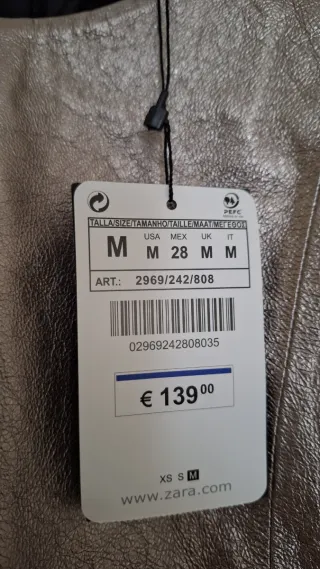 PEFC
TALLA/SIZE/TAMANHO/TAILLE/MAAT/ΜΕΓΕΘΟΣ
M
USA MEX UK IT
M 28 M M
ART.: 2969/242/808
02969242808035
€ 139 00
XS S M
www.zara.com